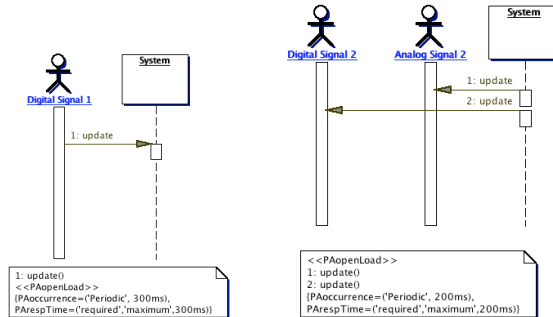 Digital Signal 1
System
1: update
1: update()
<<PAopenLoad>>
{PAoccurrence=('Periodic', 300ms),
PArespTime=('required','maximum',300ms)}
Digital Signal 2
Analog Signal 2
System
1: update
2: update
<<PAopenLoad>>
1: update()
2: update()
{PAoccurrence=('Periodic', 200ms),
PArespTime=('required','maximum',200ms)}